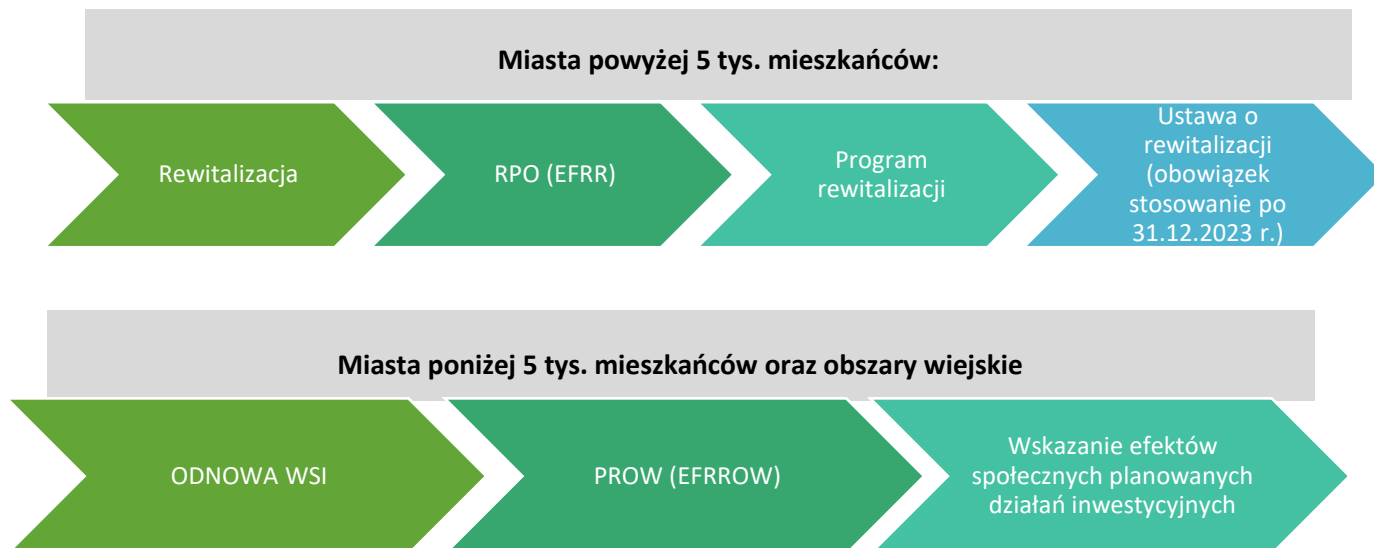 Miasta powyżej 5 tys. mieszkańców:
Rewitalizacja
RPO (EFRR)
Program
rewitalizacji
Ustawa o
rewitalizacji
(obowiązek
stosowanie po
31.12.2023 r.)
Miasta poniżej 5 tys. mieszkańców oraz obszary wiejskie
ODNOWA WSI
PROW (EFRROW)
Wskazanie efektów
społecznych planowanych
działań inwestycyjnych